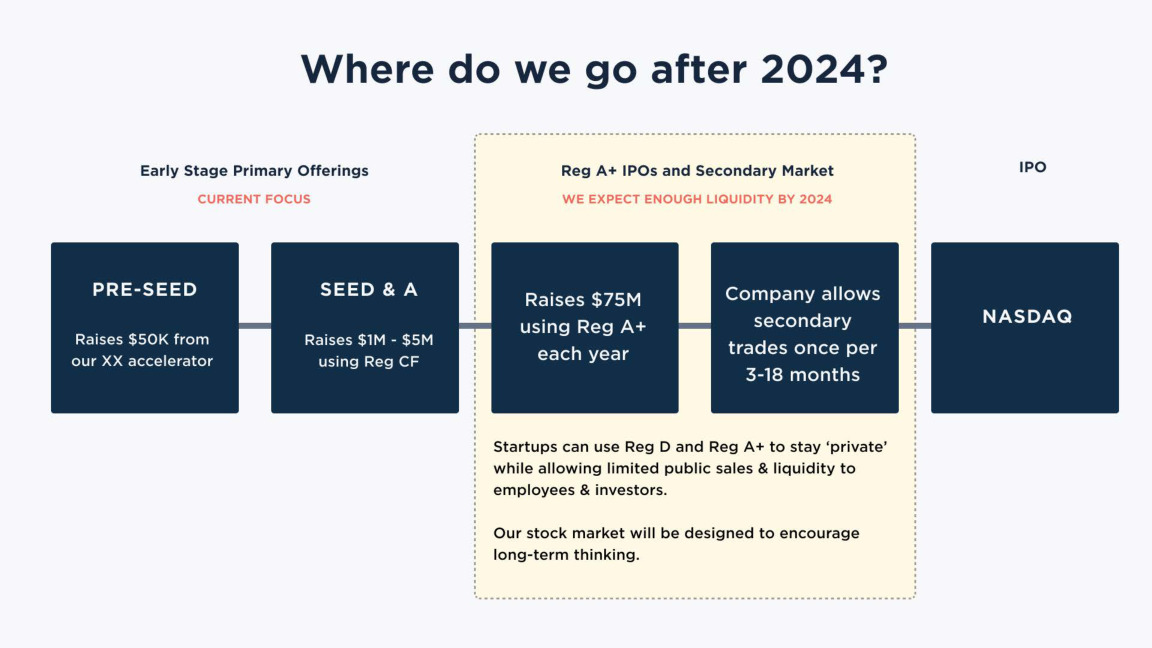 Where do we go after 2024?
Early Stage Primary Offerings
CURRENT FOCUS
Reg A+ IPOs and Secondary Market
WE EXPECT ENOUGH LIQUIDITY BY 2024
IPO
PRE-SEED
Raises $50K from
our XX accelerator
SEED & A
Raises $1M - $5M
using Reg CF
Raises $75M
using Reg A+
each year
Company allows
secondary
trades once per
3-18 months
NASDAQ
Startups can use Reg D and Reg A+ to stay ‘private’
while allowing limited public sales & liquidity to
employees & investors.
Our stock market will be designed to encourage
long-term thinking.